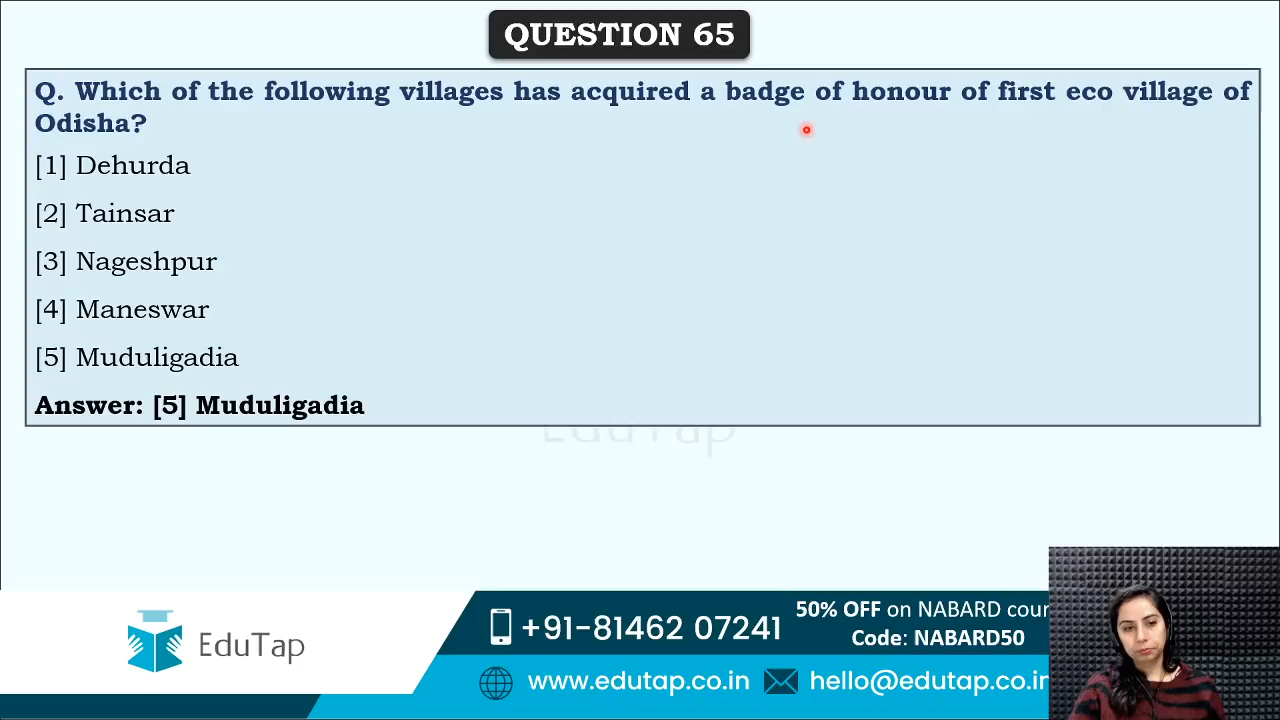 QUESTION 65
Q. Which of the following villages has acquired a badge of honour of first eco village of
Odisha?
[1] Dehurda
[2] Tainsar
[3] Nageshpur
[4] Maneswar
[5] Muduligadia
Answer: [5] Muduligadia
EduTap
EduTap
+91-81462 07241
50% OFF on NABARD cour
Code: NABARD50
www.edutap.co.in
hello@edutap.co.in